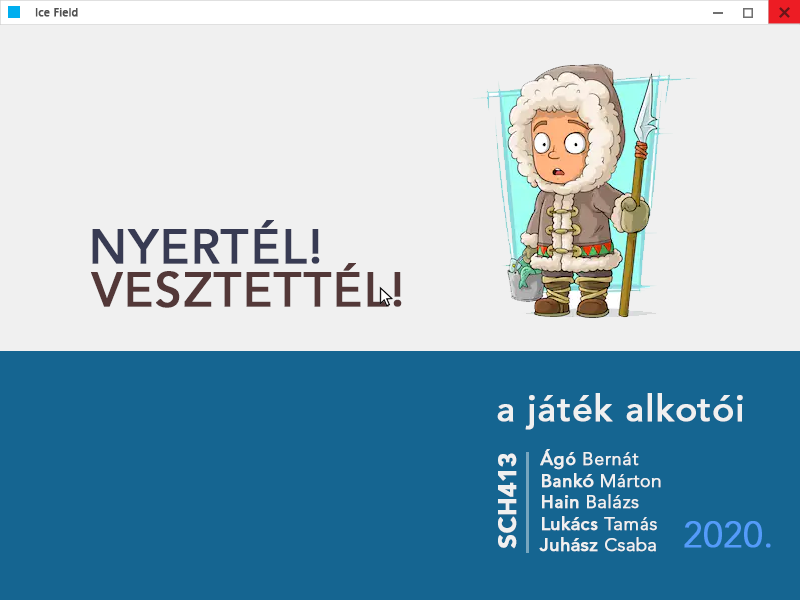 Ice Field
NYERTÉL!
VESZTETTÉL!
a játék alkotói
SCH413
Ágó Bernát
Bankó Márton
Hain Balázs
Lukács Tamás
Juhász Csaba
2020.